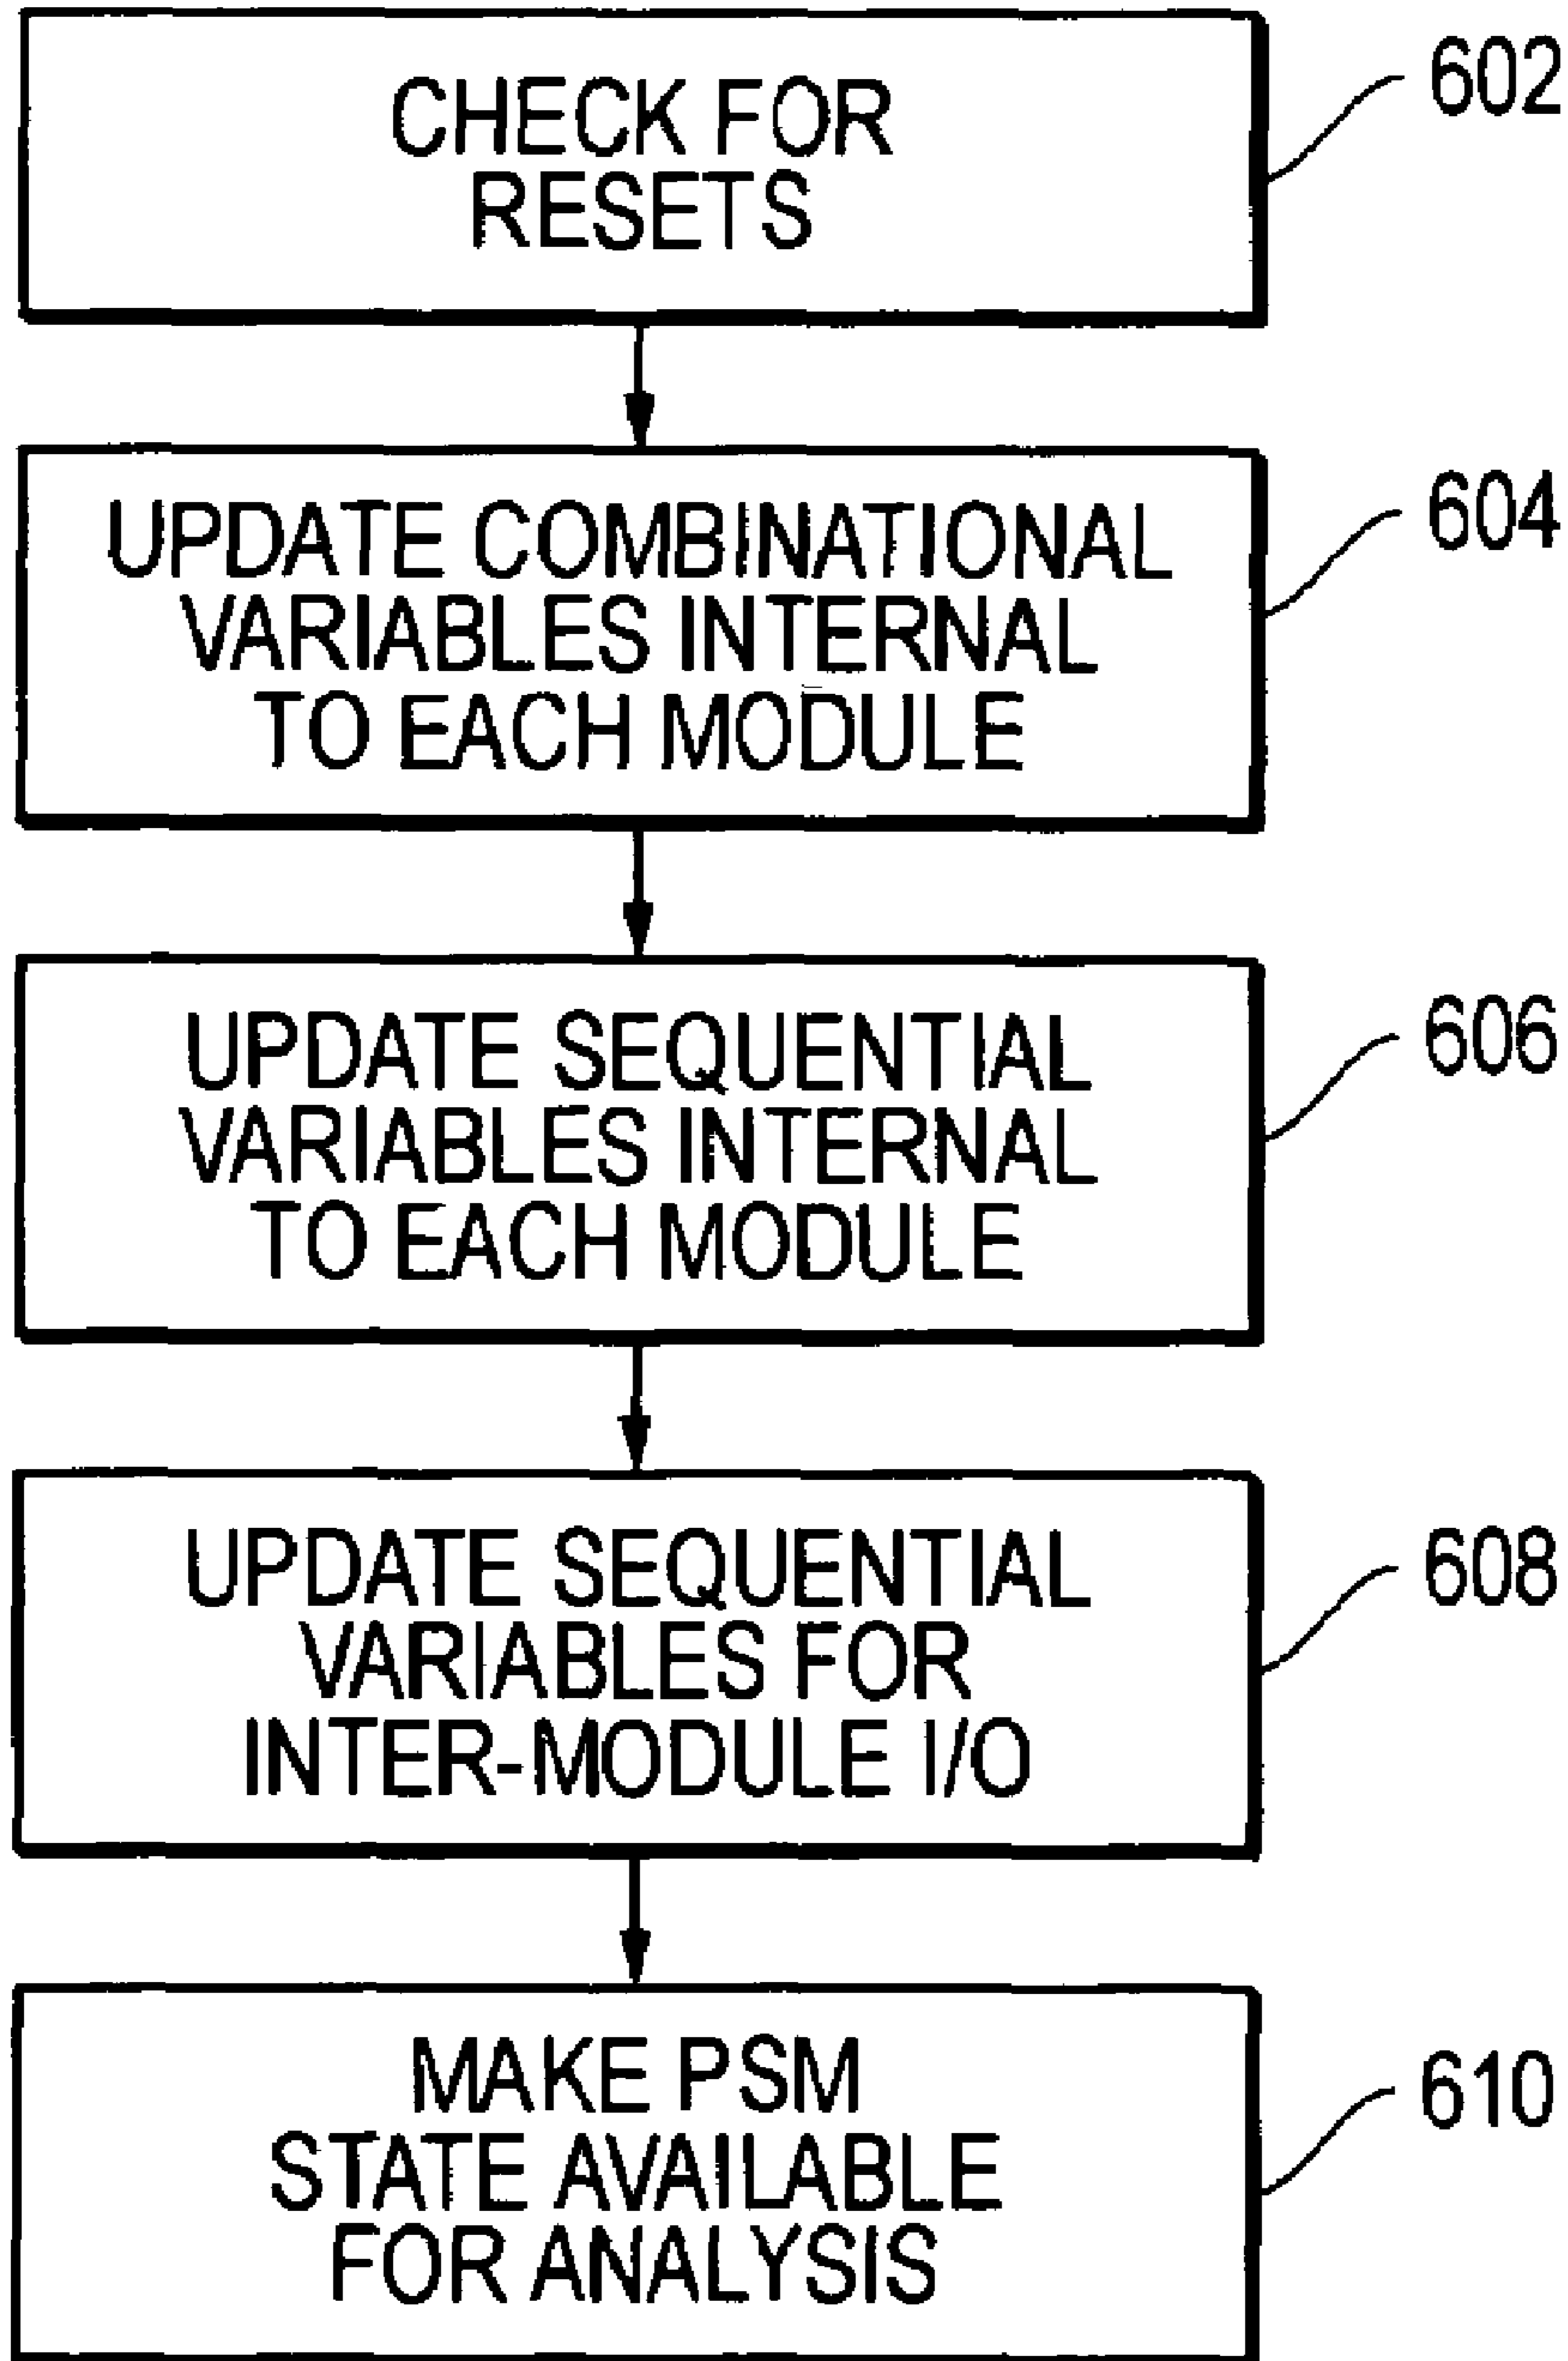 CHECK FOR
RESETS
602
UPDATE COMBINATIONAL
VARIABLES INTERNAL
TO EACH MODULE
604
UPDATE SEQUENTIAL
VARIABLES INTERNAL
TO EACH MODULE
606
UPDATE SEQUENTIAL
VARIABLES FOR
INTER-MODULE I/O
608
MAKE PSM
STATE AVAILABLE
FOR ANALYSIS
610